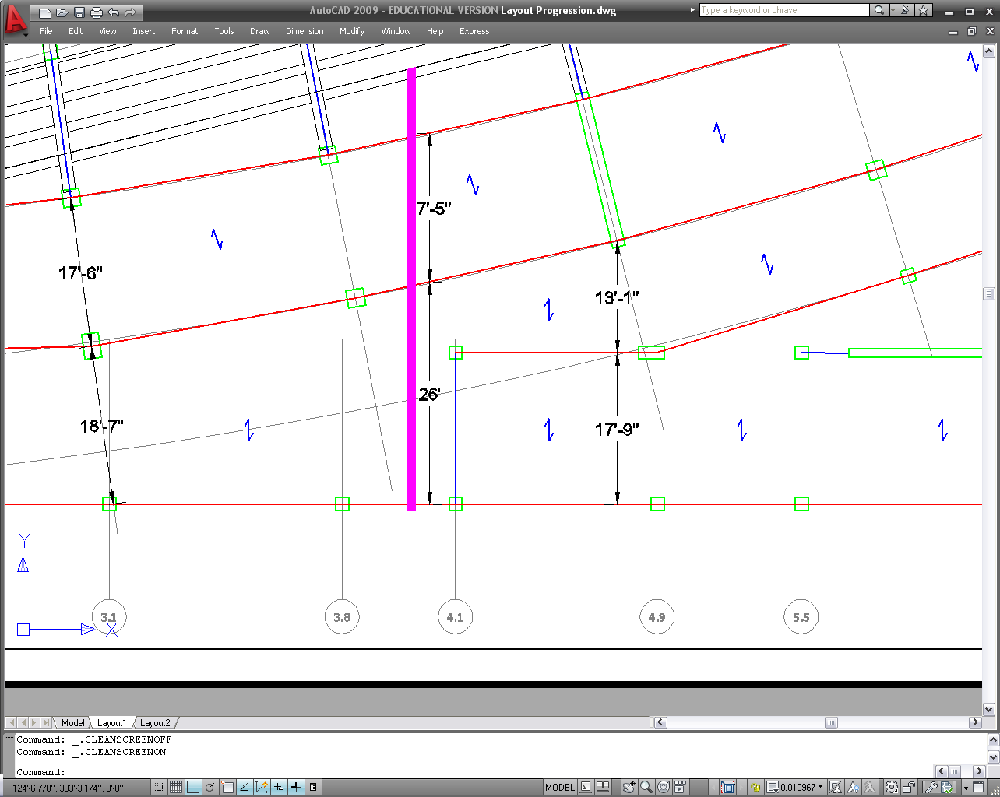 AutoCAD 2009 - EDUCATIONAL VERSION Layout Progression.dwg
Type a keyword or phrase
File Edit View Insert Format Tools Draw Dimension Modify Window Help Express
7'-5"
17'-6"
13'-1"
26'
18'-7"
17'-9"
Y
X
3.1 3.8 4.1 4.9 5.5
Model Layout1 Layout2
Command: _.CLEANSCREENOFF
Command: _.CLEANSCREENON
Command:
124'-6 7/8", 383'-3 1/4", 0'-0" MODEL 0.010967